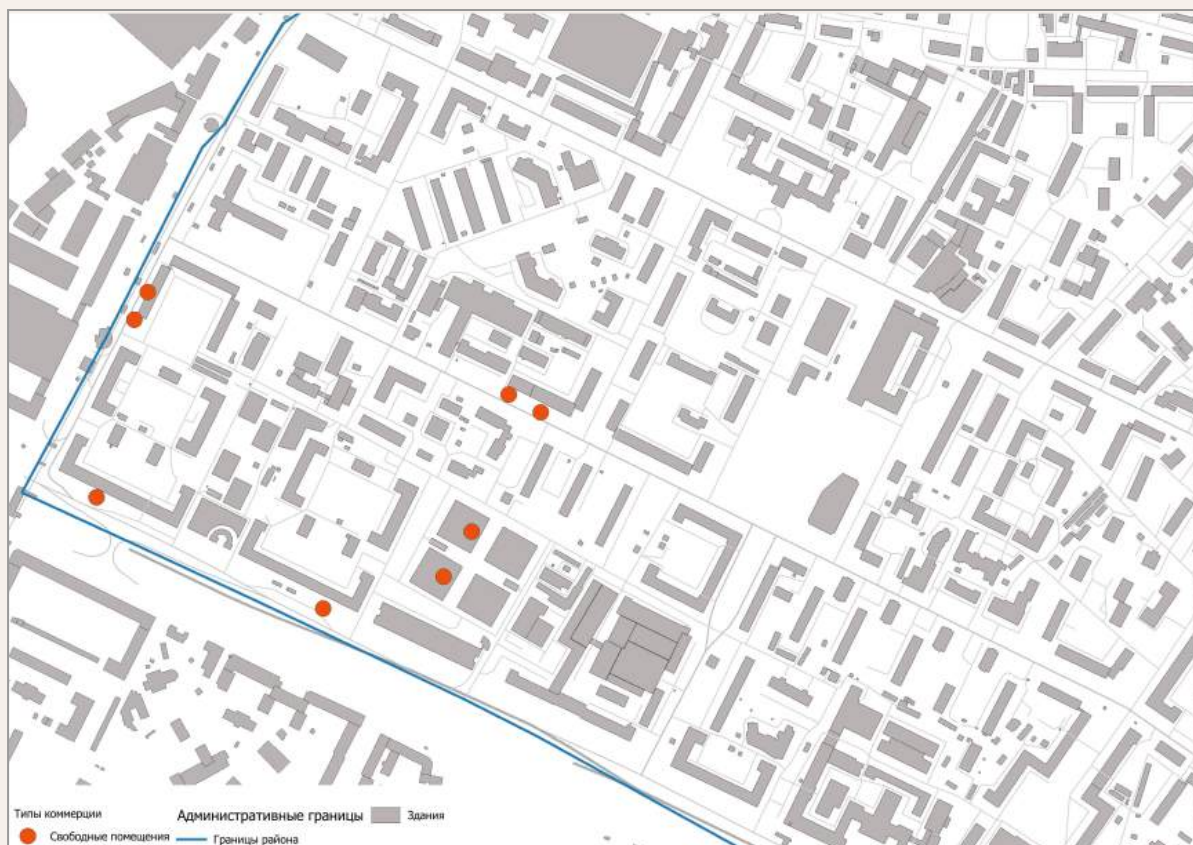 Типы коммерции
Административные границы
Здания
Свободные помещения
Границы района